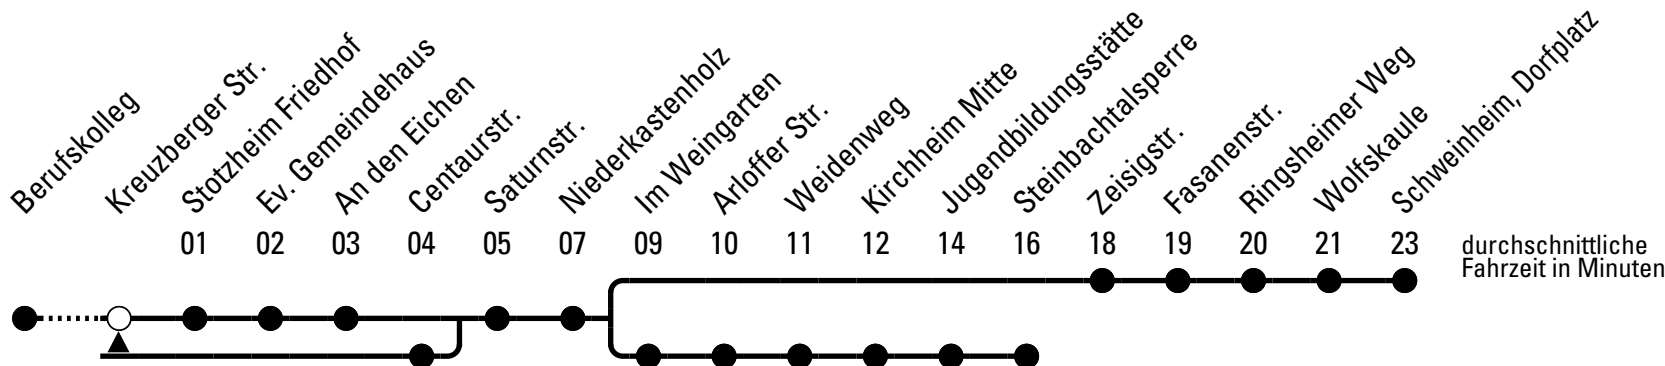 Berufskolleg
Kreuzberger Str.
Stotzheim Friedhof
Ev. Gemeindehaus
An den Eichen
Centaurstr.
Saturnstr.
Niederkastenholz
Im Weingarten
Arloffer Str.
Weidenweg
Kirchheim Mitte
Jugendbildungsstätte
Steinbachtalsperre
Zeisigstr.
Fasanenstr.
Ringsheimer Weg
Wolfskaule
Schweinheim, Dorfplatz
01 02 03 04 05 07 09 10 11 12 14 16 18 19 20 21 23
durchschnittliche
Fahrzeit in Minuten